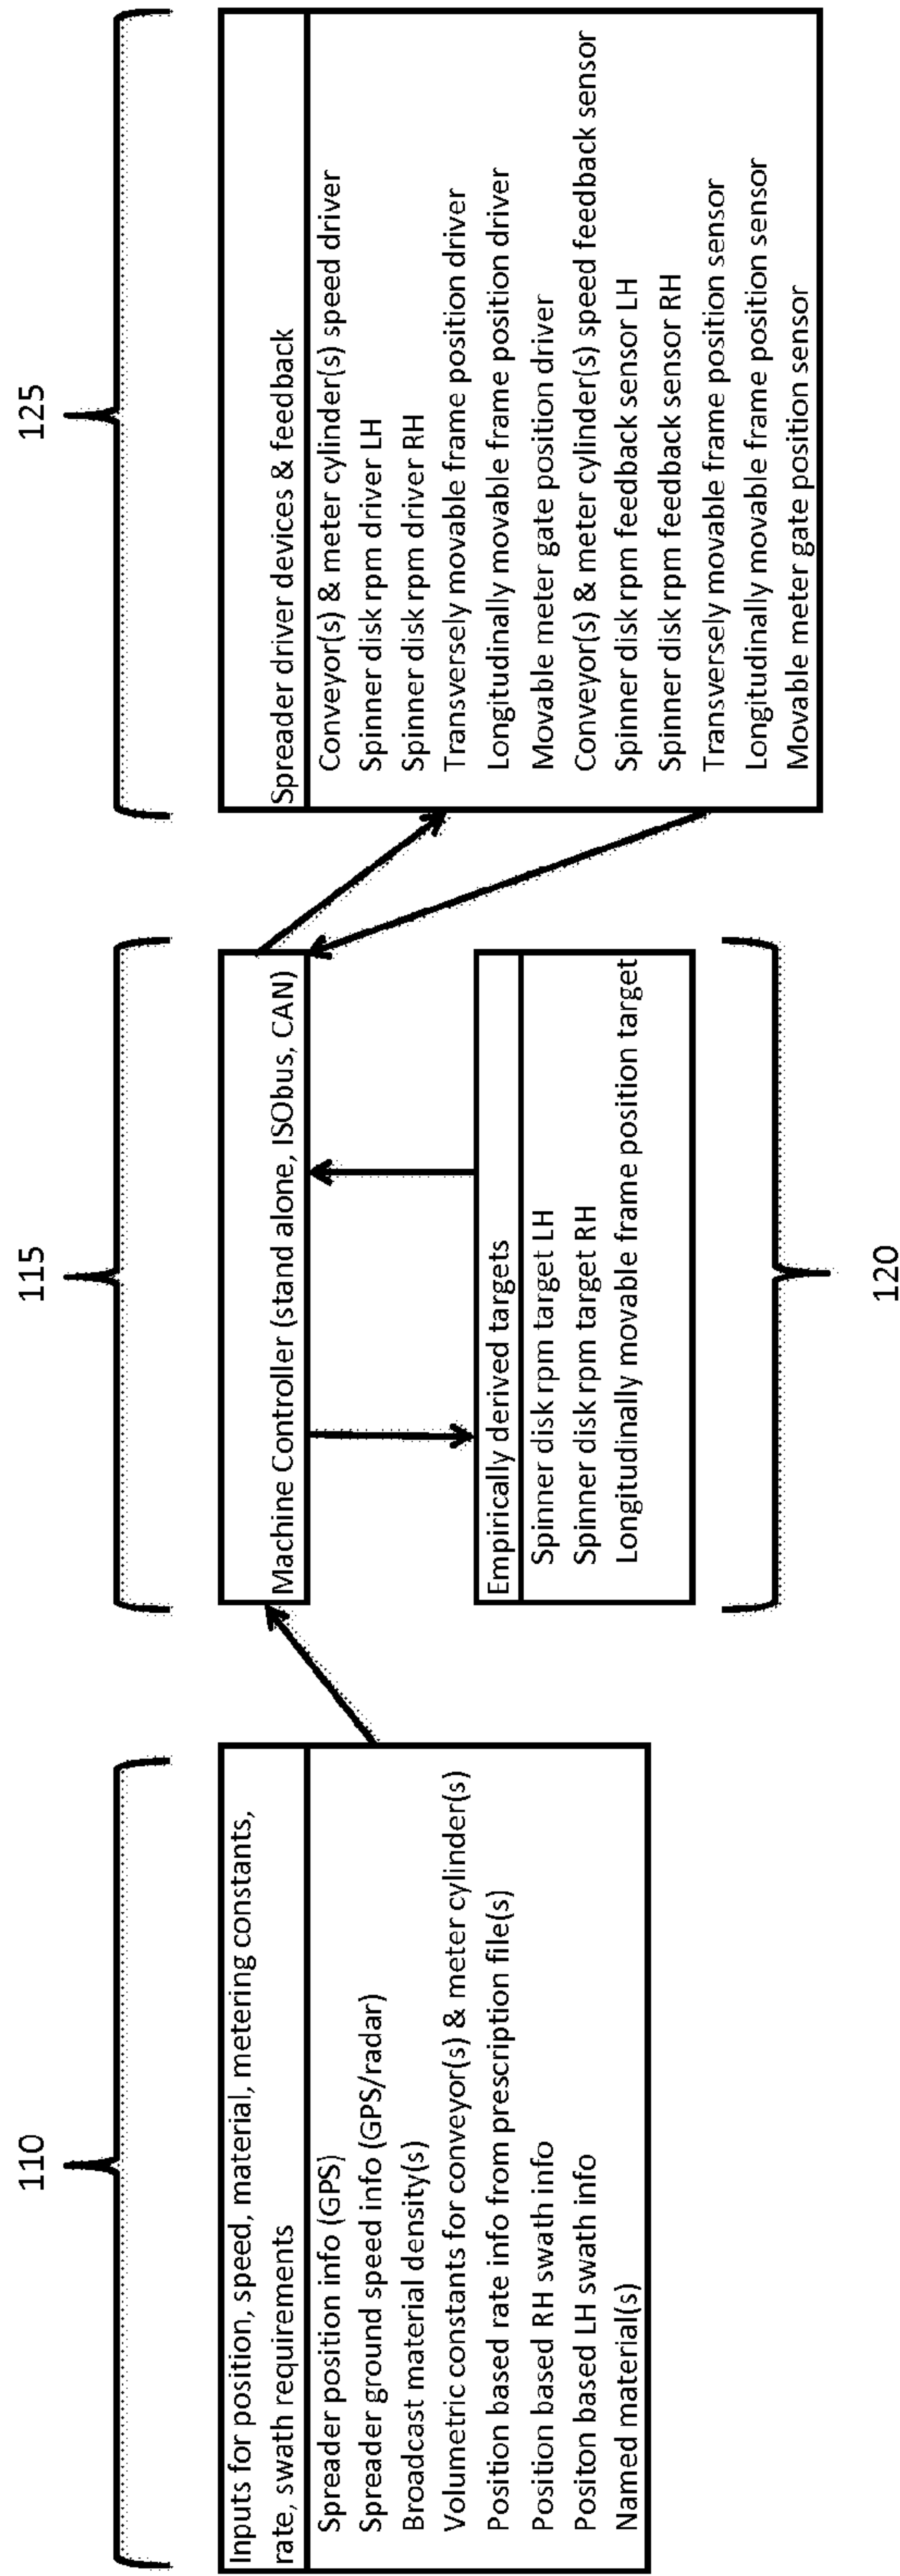 110
Inputs for position, speed, material, metering constants,
rate, swath requirements
Spreader position info (GPS)
Spreader ground speed info (GPS/radar)
Broadcast material density(s)
Volumetric constants for conveyor(s) & meter cylinder(s)
Position based rate info from prescription file(s)
Position based RH swath info
Positon based LH swath info
Named material(s)
115
Machine Controller (stand alone, ISObus, CAN)
Empirically derived targets
Spinner disk rpm target LH
Spinner disk rpm target RH
Longitudinally movable frame position target
120
125
Spreader driver devices & feedback
Conveyor(s) & meter cylinder(s) speed driver
Spinner disk rpm driver LH
Spinner disk rpm driver RH
Transversely movable frame position driver
Longitudinally movable frame position driver
Movable meter gate position driver
Conveyor(s) & meter cylinder(s) speed feedback sensor
Spinner disk rpm feedback sensor LH
Spinner disk rpm feedback sensor RH
Transversely movable frame position sensor
Longitudinally movable frame position sensor
Movable meter gate position sensor